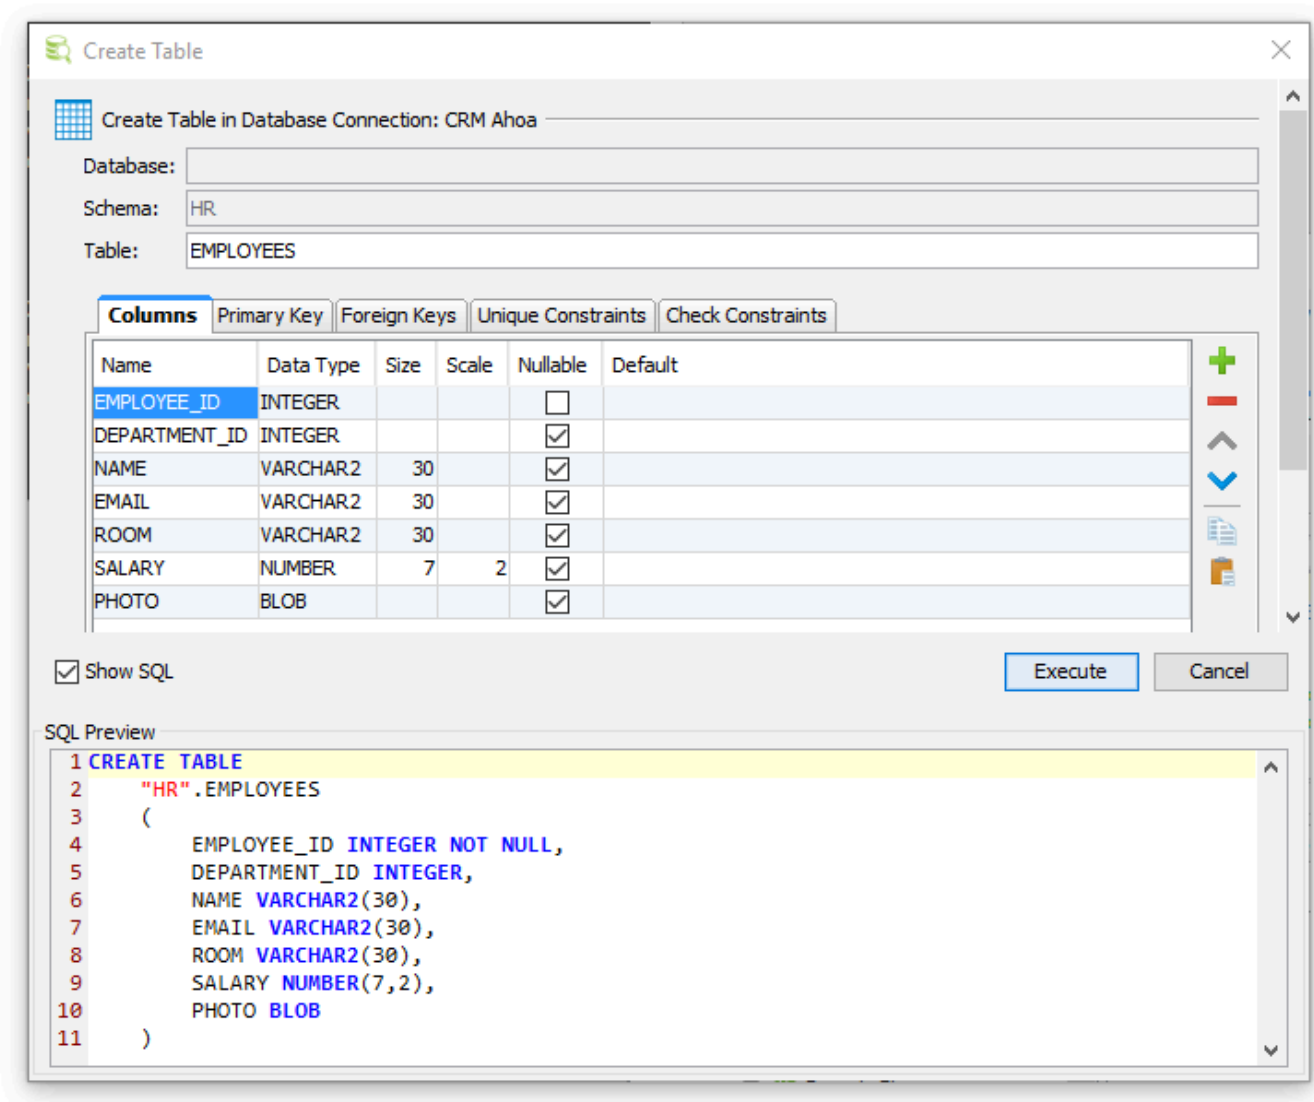 Create Table
Create Table in Database Connection: CRM Ahoa
Database:
Schema: HR
Table: EMPLOYEES
Columns Primary Key Foreign Keys Unique Constraints Check Constraints
Name Data Type Size Scale Nullable Default
EMPLOYEE_ID INTEGER
DEPARTMENT_ID INTEGER
NAME VARCHAR2 30
EMAIL VARCHAR2 30
ROOM VARCHAR2 30
SALARY NUMBER 7 2
PHOTO BLOB
Show SQL Execute Cancel
SQL Preview
1 CREATE TABLE
2 "HR".EMPLOYEES
3 (
4 EMPLOYEE_ID INTEGER NOT NULL,
5 DEPARTMENT_ID INTEGER,
6 NAME VARCHAR2(30),
7 EMAIL VARCHAR2(30),
8 ROOM VARCHAR2(30),
9 SALARY NUMBER(7,2),
10 PHOTO BLOB
11 )